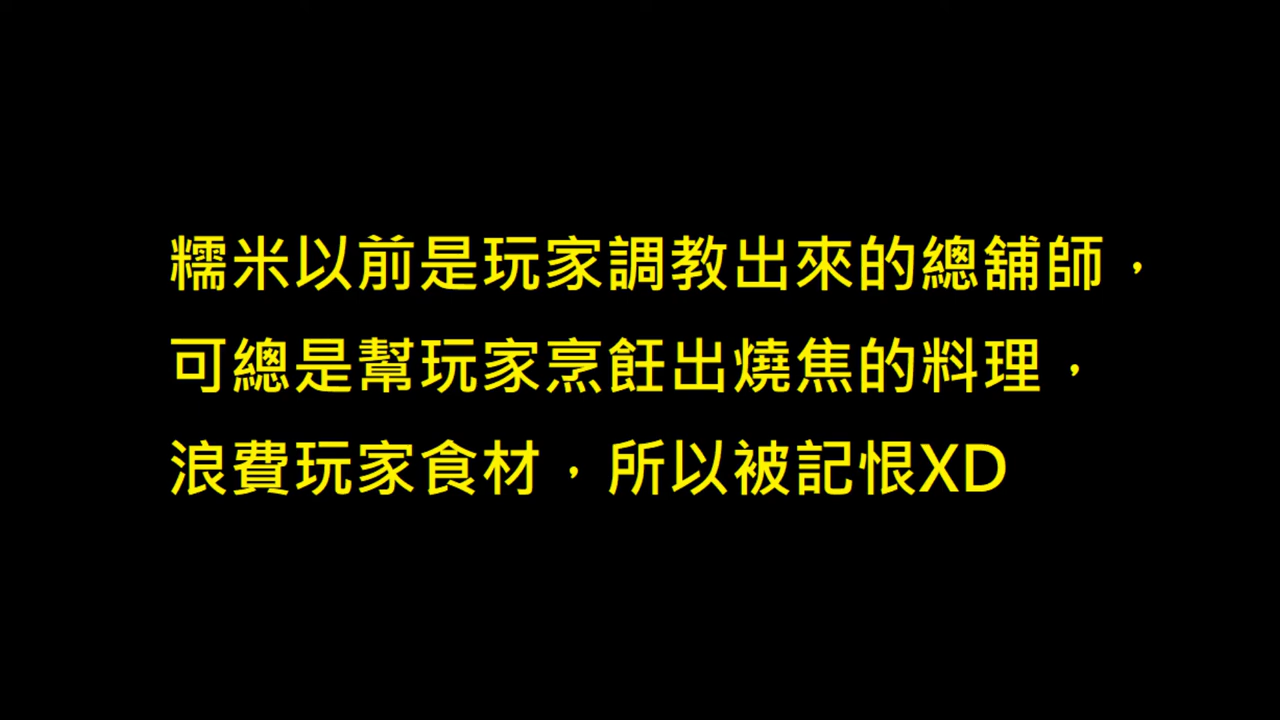 糯米以前是玩家調教出來的總舖師，
可總是幫玩家烹飪出燒焦的料理，
浪費玩家食材，所以被記恨XD